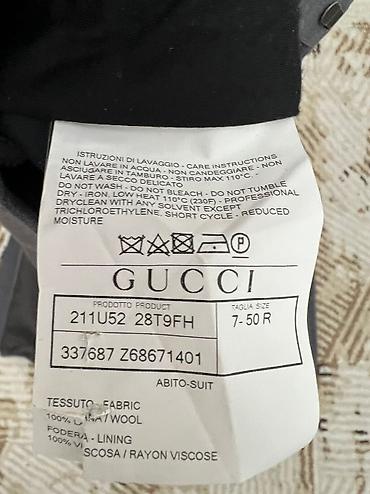 ISTRUZIONI DI LAVAGGIO - CARE INSTRUCTIONS
NON LAVARE IN ACQUA - NON CANDEGGIARE - NON
ASCIUGARE IN TAMBURO - STIRO MAX 110°C. -
LAVARE A SECCO DELICATO
DO NOT WASH - DO NOT BLEACH - DO NOT TUMBLE
DRY - IRON, LOW HEAT 110°C (230F) - PROFESSIONAL
DRYCLEAN WITH ANY SOLVENT EXCEPT
TRICHLOROETHYLENE, SHORT CYCLE - REDUCED
MOISTURE
P
GUCCI
PRODOTTO PRODUCT
TAGLIA SIZE
211U52 28T9FH
7- 50 R
337687 Z68671401
ABITO-SUIT
TESSUTO - FABRIC
100% /WOOL
FODERA - LINING
100% SCOSA / RAYON VISCOSE